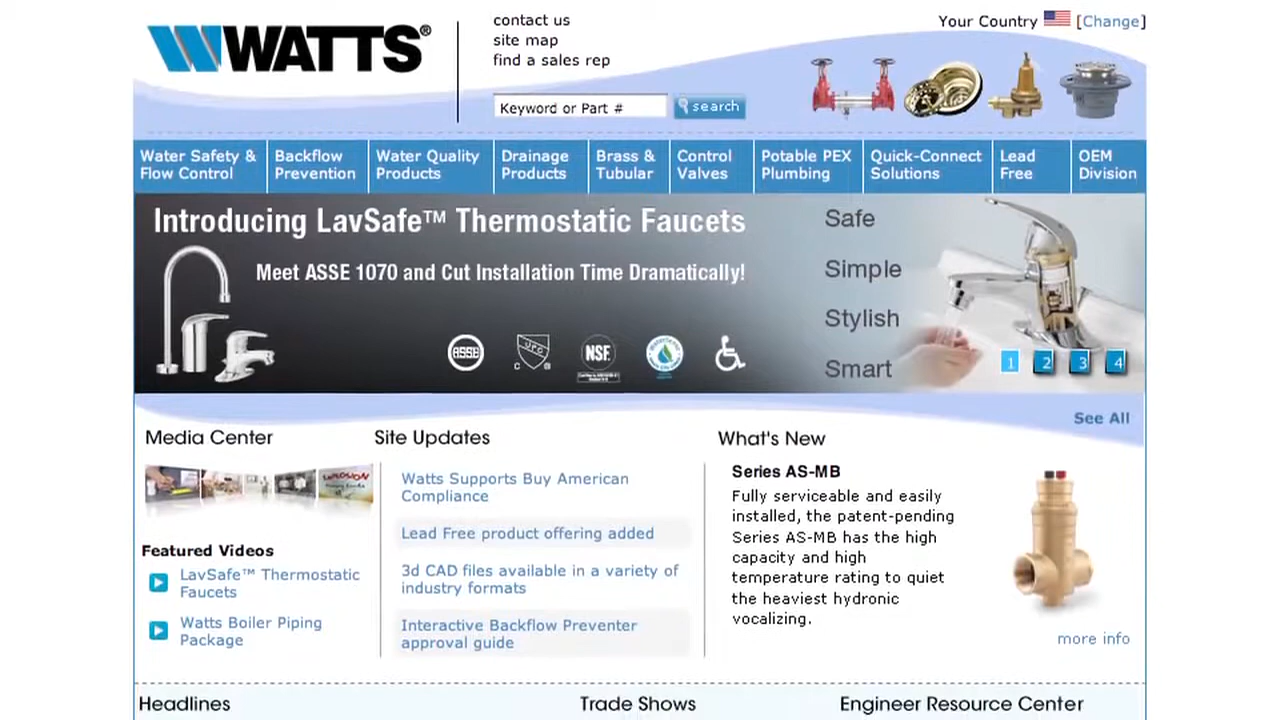 WATTS®
contact us
site map
find a sales rep
Your Country [Change]
Keyword or Part #
search
Water Safety &
Flow Control
Backflow
Prevention
Water Quality
Products
Drainage
Products
Brass &
Tubular
Control
Valves
Potable PEX
Plumbing
Quick-Connect
Solutions
Lead
Free
OEM
Division
Introducing LavSafe™ Thermostatic Faucets
Meet ASSE 1070 and Cut Installation Time Dramatically!
Safe
Simple
Stylish
Smart
ASSE
UPC
C ®
NSF
1 2 3 4
See All
Media Center
EXPLOSION
Featured Videos
LavSafe™ Thermostatic
Faucets
Watts Boiler Piping
Package
Site Updates
Watts Supports Buy American
Compliance
Lead Free product offering added
3d CAD files available in a variety of
industry formats
Interactive Backflow Preventer
approval guide
What's New
Series AS-MB
Fully serviceable and easily
installed, the patent-pending
Series AS-MB has the high
capacity and high
temperature rating to quiet
the heaviest hydronic
vocalizing.
more info
Headlines
Trade Shows
Engineer Resource Center